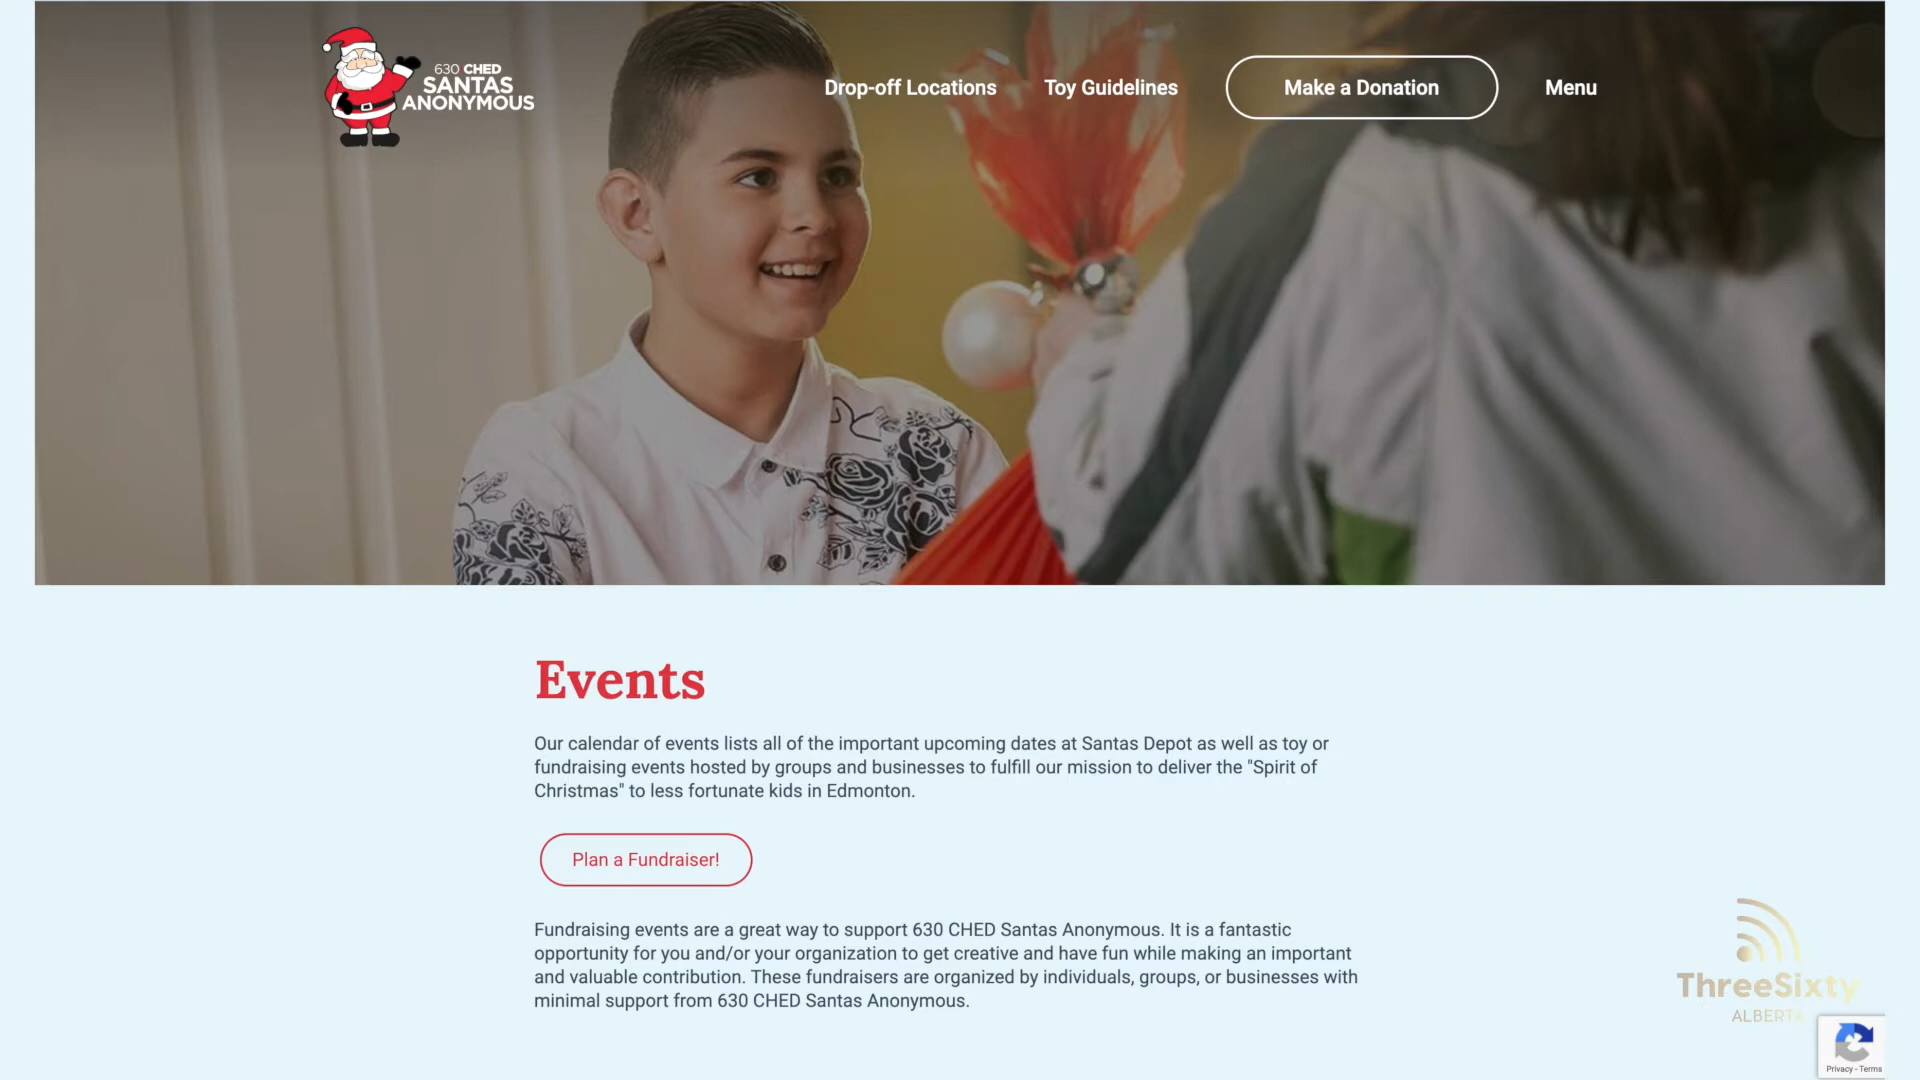 630 CHED
SANTAS
ANONYMOUS
Drop-off Locations
Toy Guidelines
Make a Donation
Menu
Events
Our calendar of events lists all of the important upcoming dates at Santas Depot as well as toy or
fundraising events hosted by groups and businesses to fulfill our mission to deliver the "Spirit of
Christmas" to less fortunate kids in Edmonton.
Plan a Fundraiser!
Fundraising events are a great way to support 630 CHED Santas Anonymous. It is a fantastic
opportunity for you and/or your organization to get creative and have fun while making an important
and valuable contribution. These fundraisers are organized by individuals, groups, or businesses with
minimal support from 630 CHED Santas Anonymous.
ThreeSixty
ALBERTA
Privacy - Terms